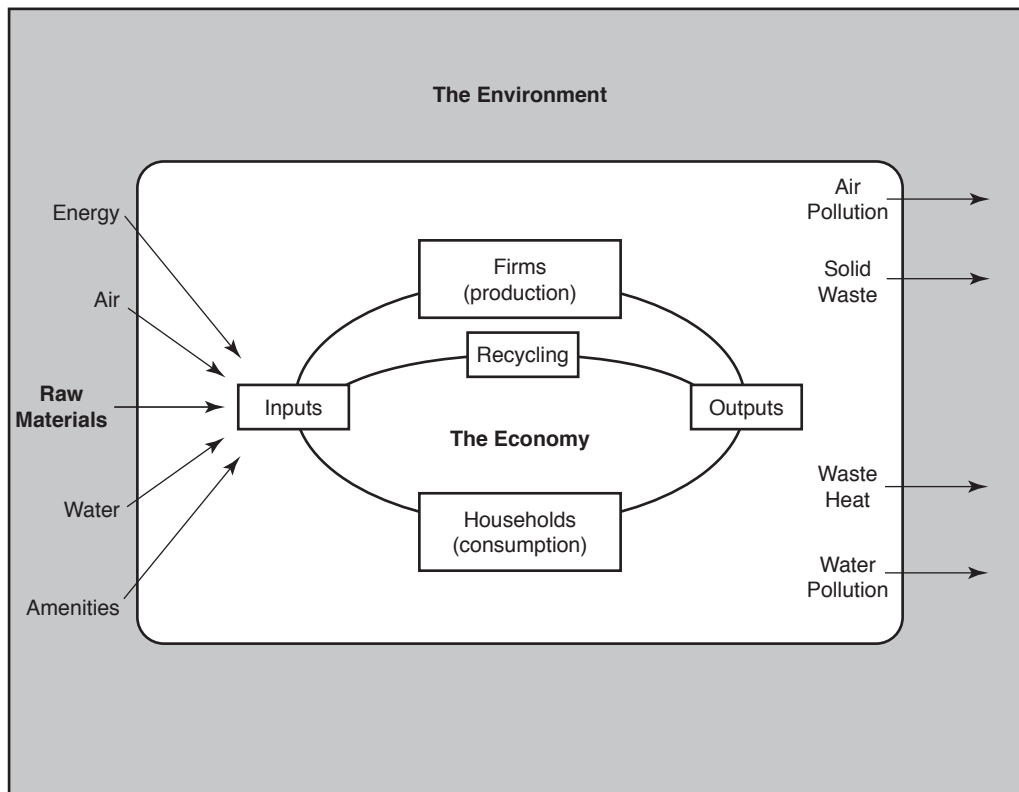 The Environment
Energy
Air
Raw
Materials
Water
Amenities
Inputs
Firms
(production)
Recycling
The Economy
Households
(consumption)
Outputs
Air
Pollution
Solid
Waste
Waste
Heat
Water
Pollution